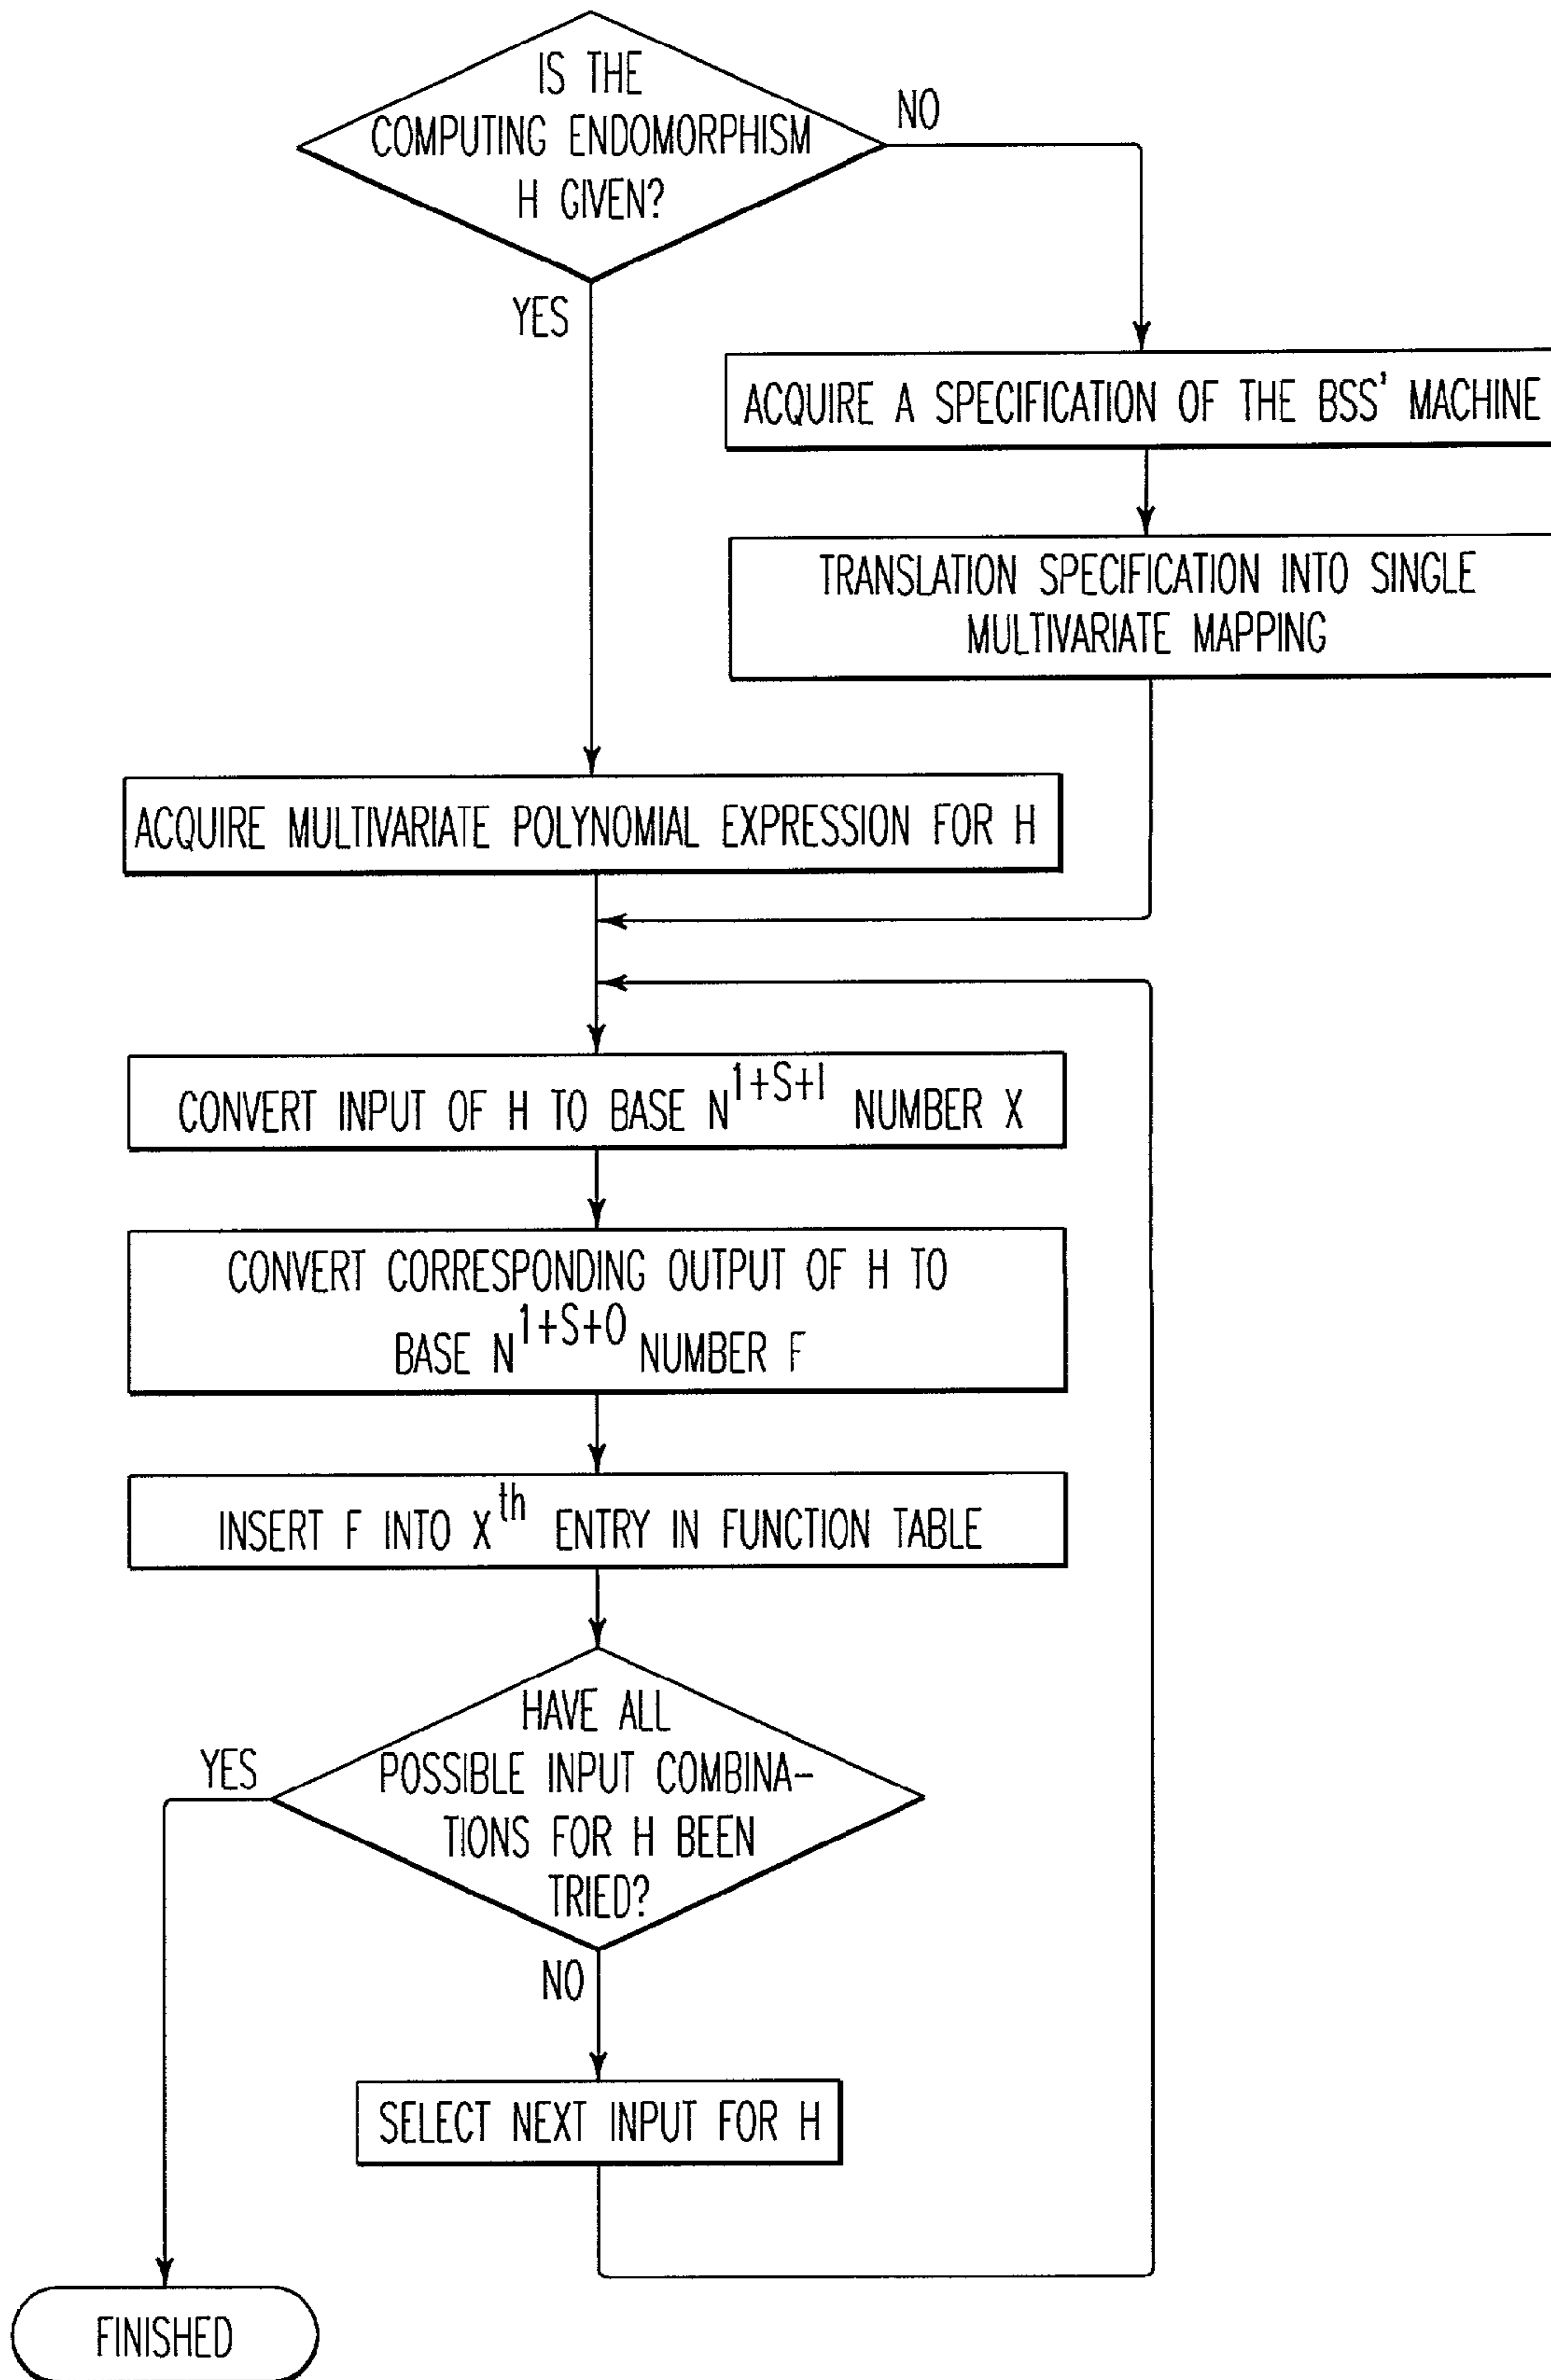 IS THE
COMPUTING ENDOMORPHISM
H GIVEN?
NO
YES
ACQUIRE A SPECIFICATION OF THE BSS' MACHINE
TRANSLATION SPECIFICATION INTO SINGLE
MULTIVARIATE MAPPING
ACQUIRE MULTIVARIATE POLYNOMIAL EXPRESSION FOR H
CONVERT INPUT OF H TO BASE N^1+S+I NUMBER X
CONVERT CORRESPONDING OUTPUT OF H TO
BASE N^1+S+O NUMBER F
INSERT F INTO X^th ENTRY IN FUNCTION TABLE
HAVE ALL
POSSIBLE INPUT COMBINA-
TIONS FOR H BEEN
TRIED?
YES
NO
SELECT NEXT INPUT FOR H
FINISHED